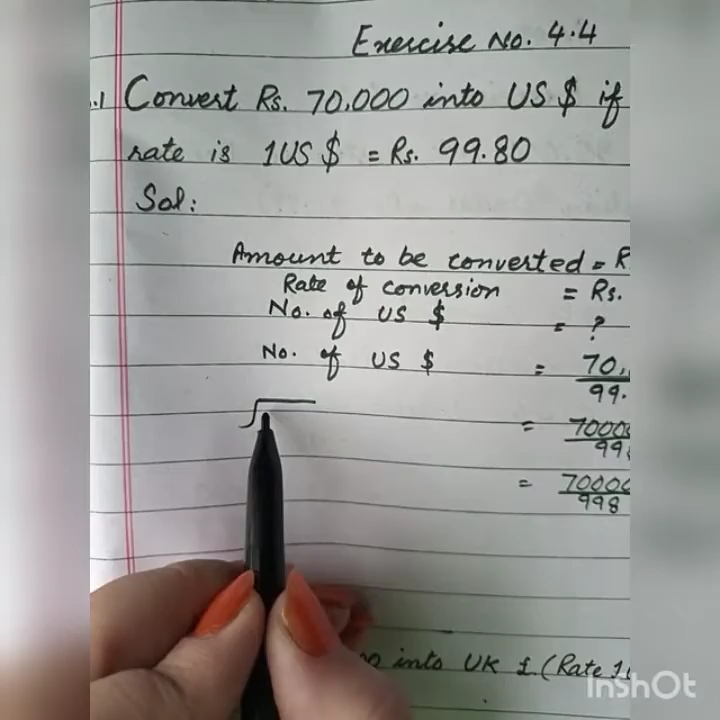 Exercise No. 4.4
.1 Convert Rs. 70,000 into US $ if
rate is 1US $ = Rs. 99.80
Sol:
Amount to be converted = R
Rate of conversion = Rs.
No. of US $ = ?
No. of US $ = 70,
99.
= 7000
99
= 70000
998
into UK £ (Rate 1
InShOt